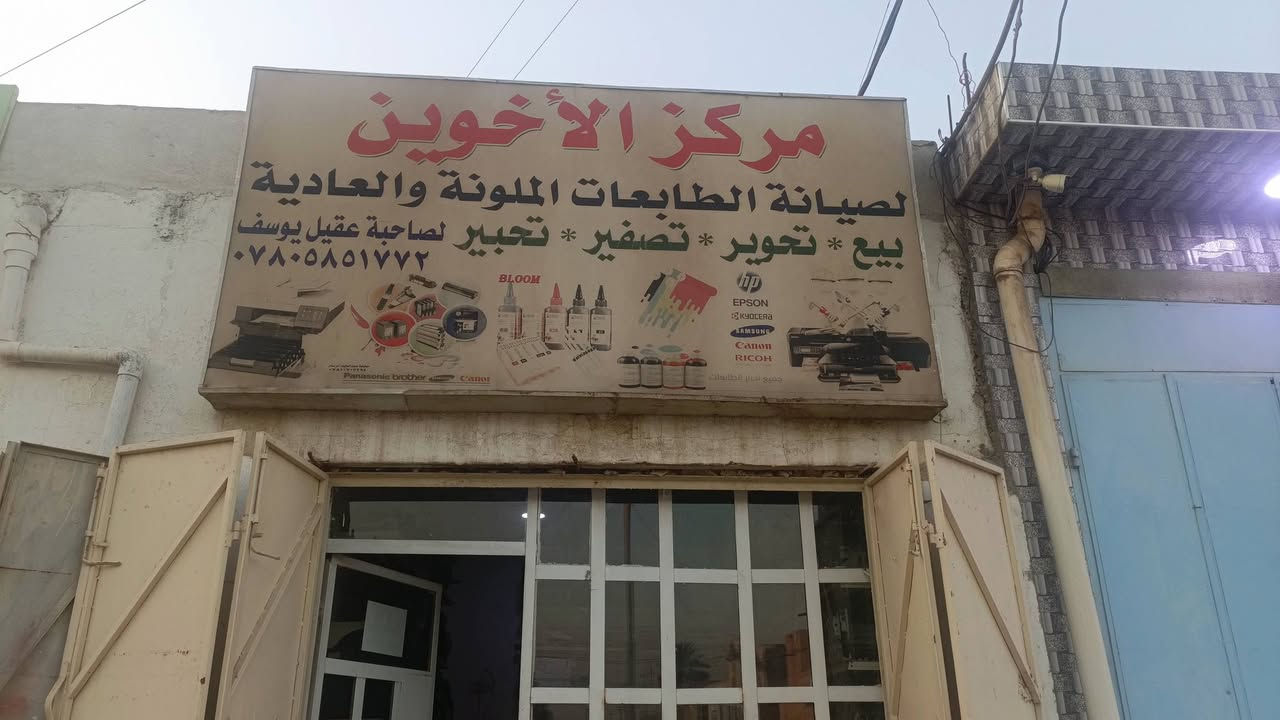 مركز الأخوين
لصيانة الطابعات الملونة والعادية
بيع * تحوير * تصفير * تحبير
لصاحبة عقيل يوسف
٠٧٨٠٥٨٥١٧٧٢
BLOOM
hp
EPSON
KYOCERA
SAMSUNG
Canon
RICOH
Panasonic brother Canon